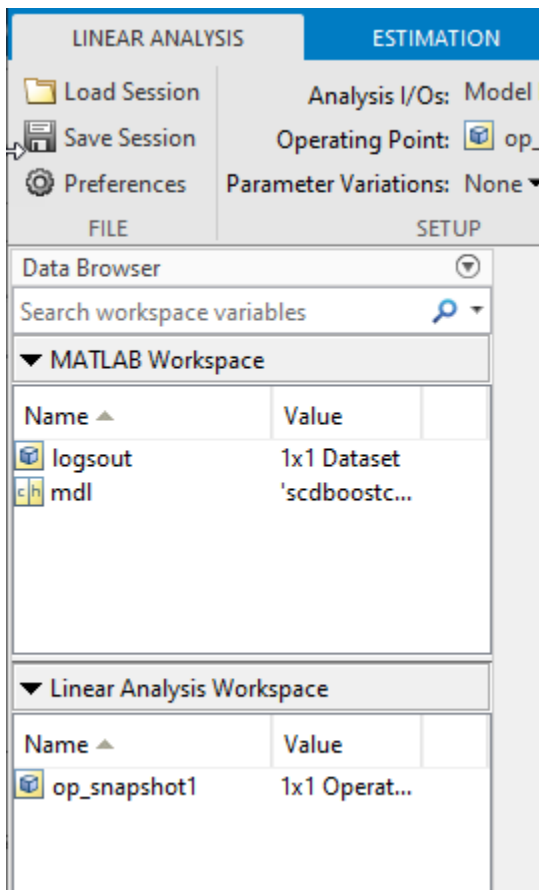 LINEAR ANALYSIS ESTIMATION
Load Session Analysis I/Os: Model
Save Session Operating Point: op_
Preferences Parameter Variations: None
FILE SETUP
Data Browser
Search workspace variables
MATLAB Workspace
Name Value
logsout 1x1 Dataset
c h mdl 'scdboostc...
Linear Analysis Workspace
Name Value
op_snapshot1 1x1 Operat...